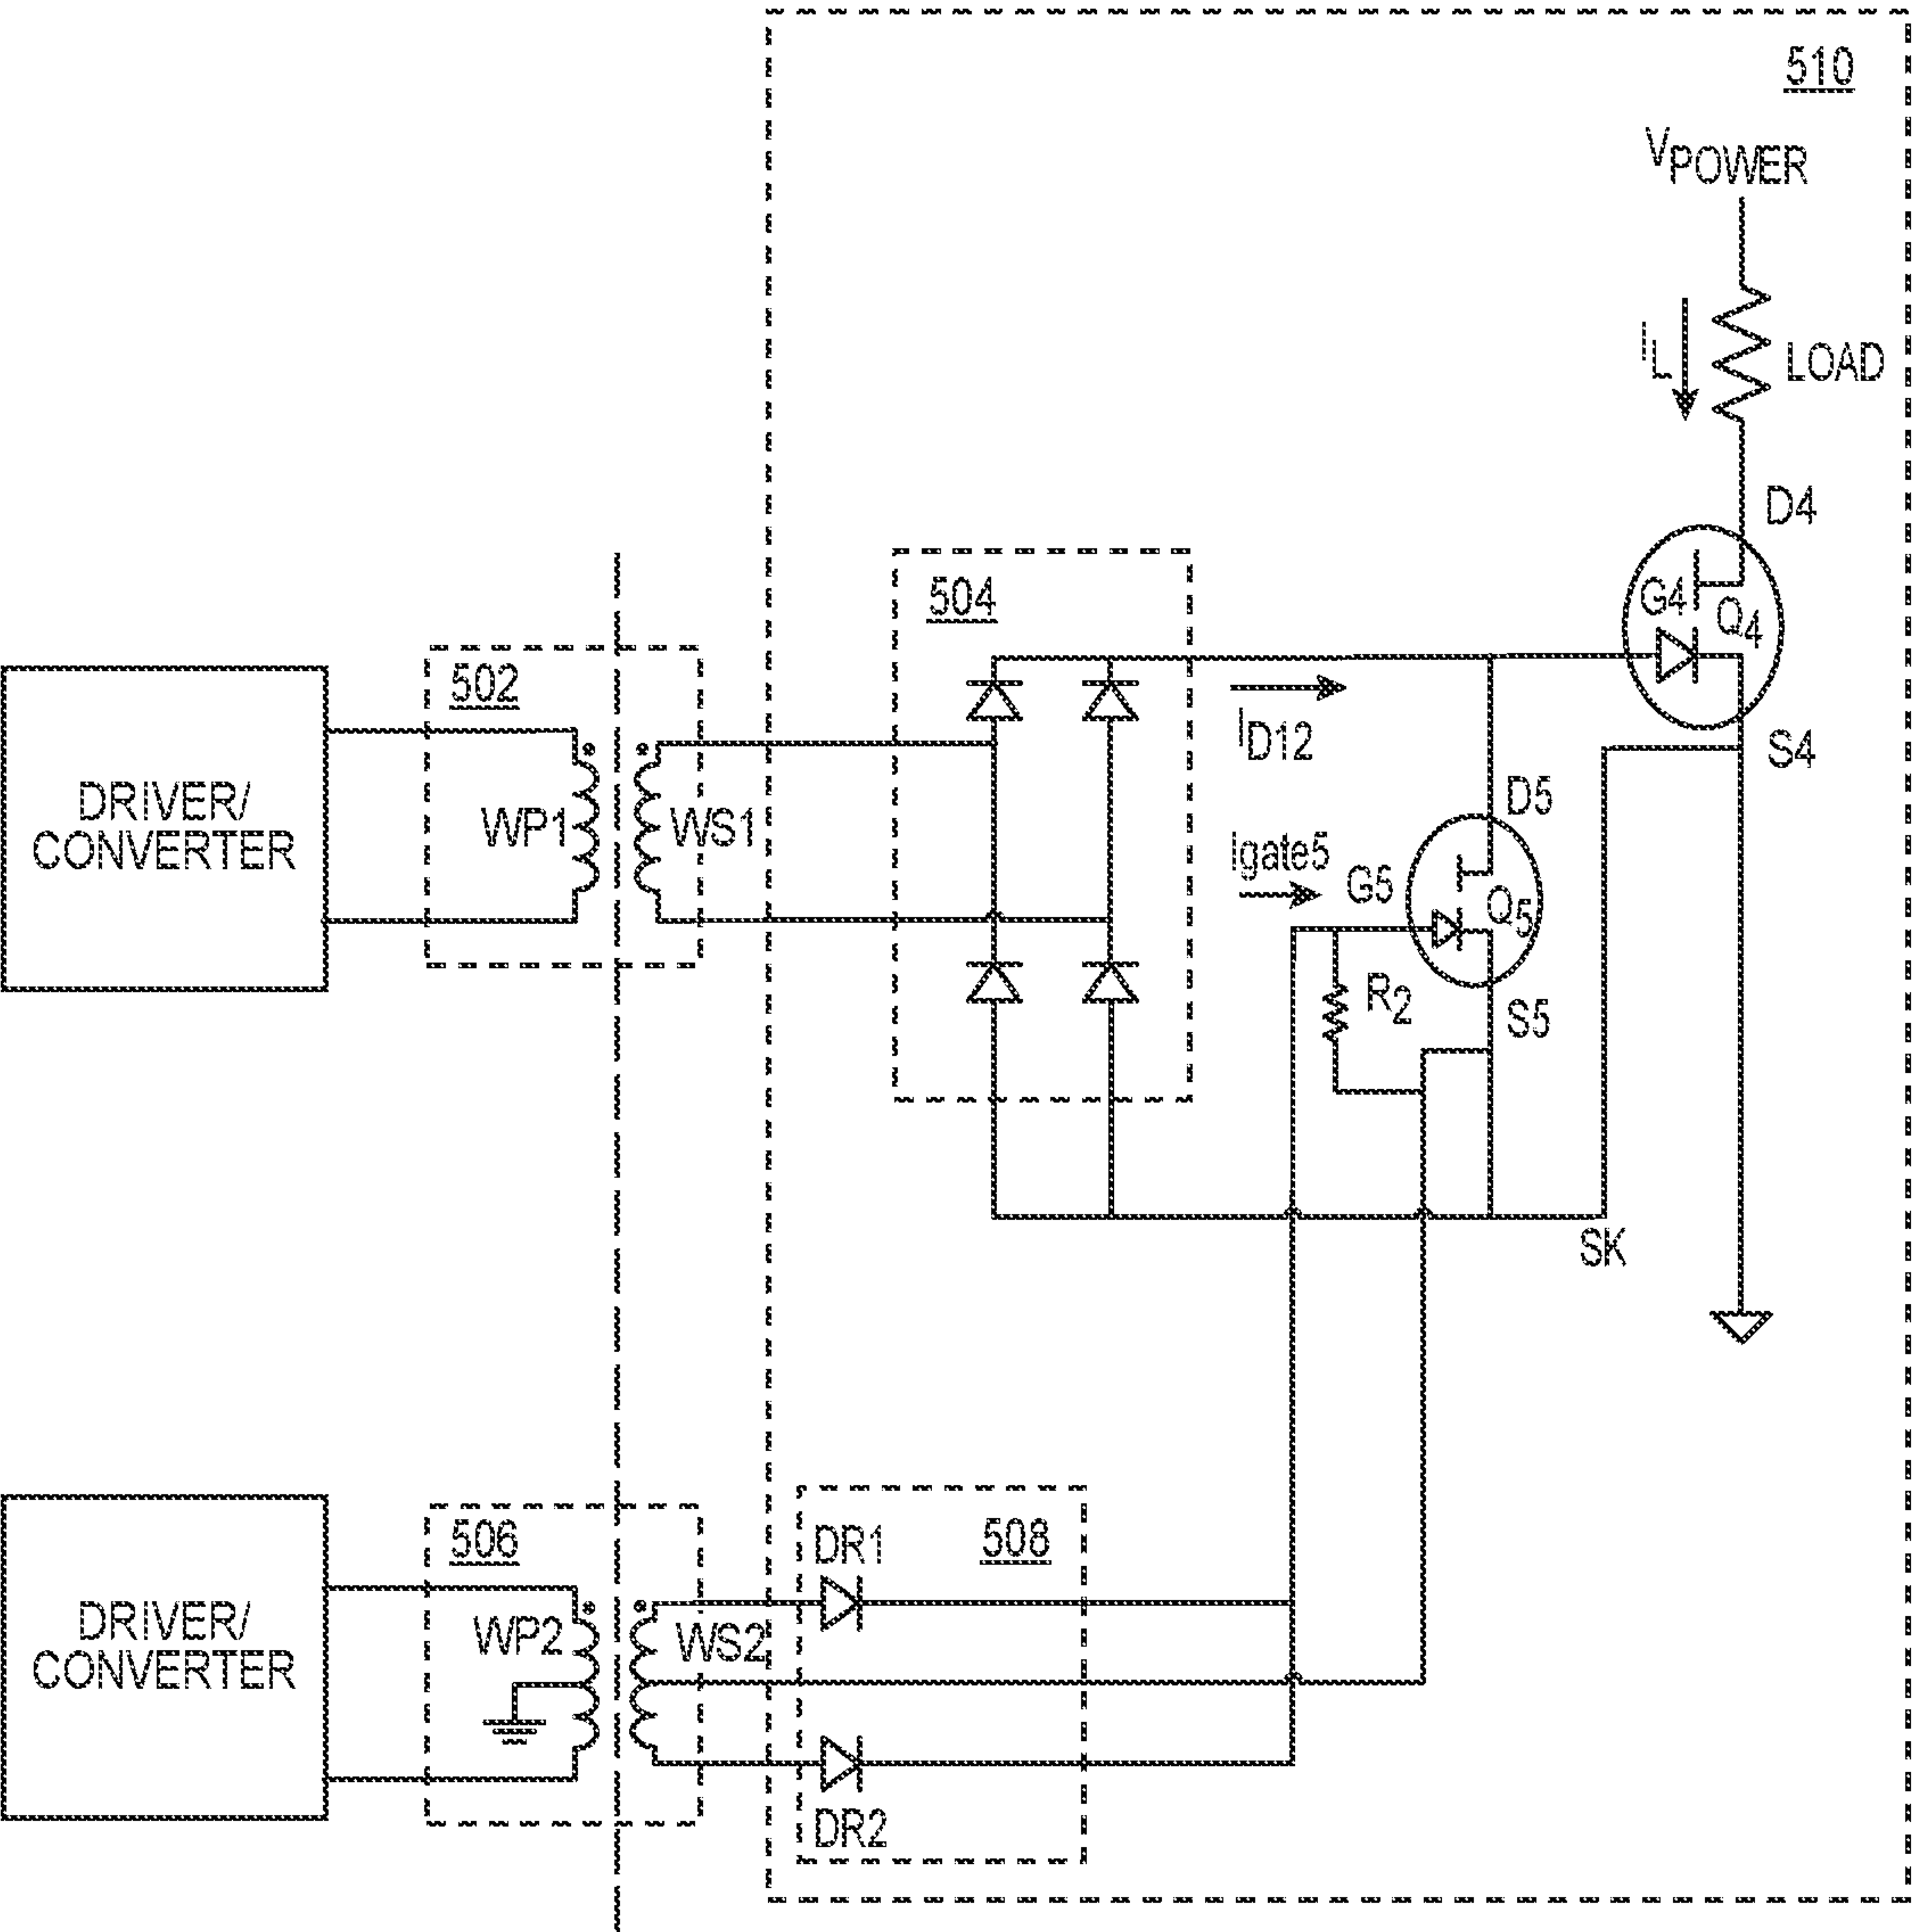 510
VPOWER
IL
LOAD
D4
504
G4
Q4
502
DRIVER/
CONVERTER
WP1
WS1
ID12
S4
D5
Igate5
G5
Q5
R2
S5
SK
506
DR1
508
DRIVER/
CONVERTER
WP2
WS2
DR2